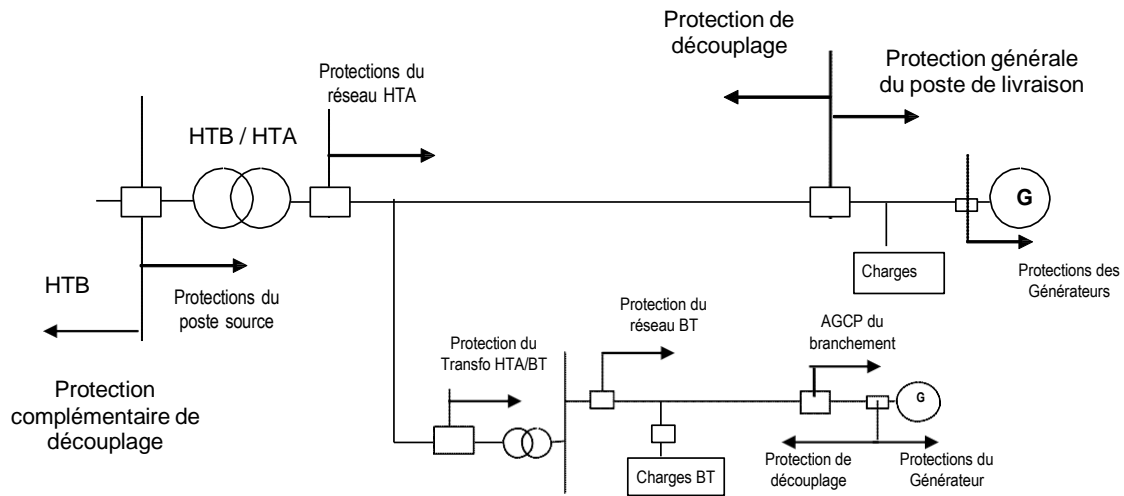 Protection de
découplage
Protection générale
du poste de livraison
Protections du
réseau HTA
HTB / HTA
G
Charges
Protections des
Générateurs
HTB
Protections du
poste source
Protection
complémentaire de
découplage
Protection du
réseau BT
AGCP du
branchement
Protection du
Transfo HTA/BT
G
Charges BT
Protection de
découplage
Protections du
Générateur